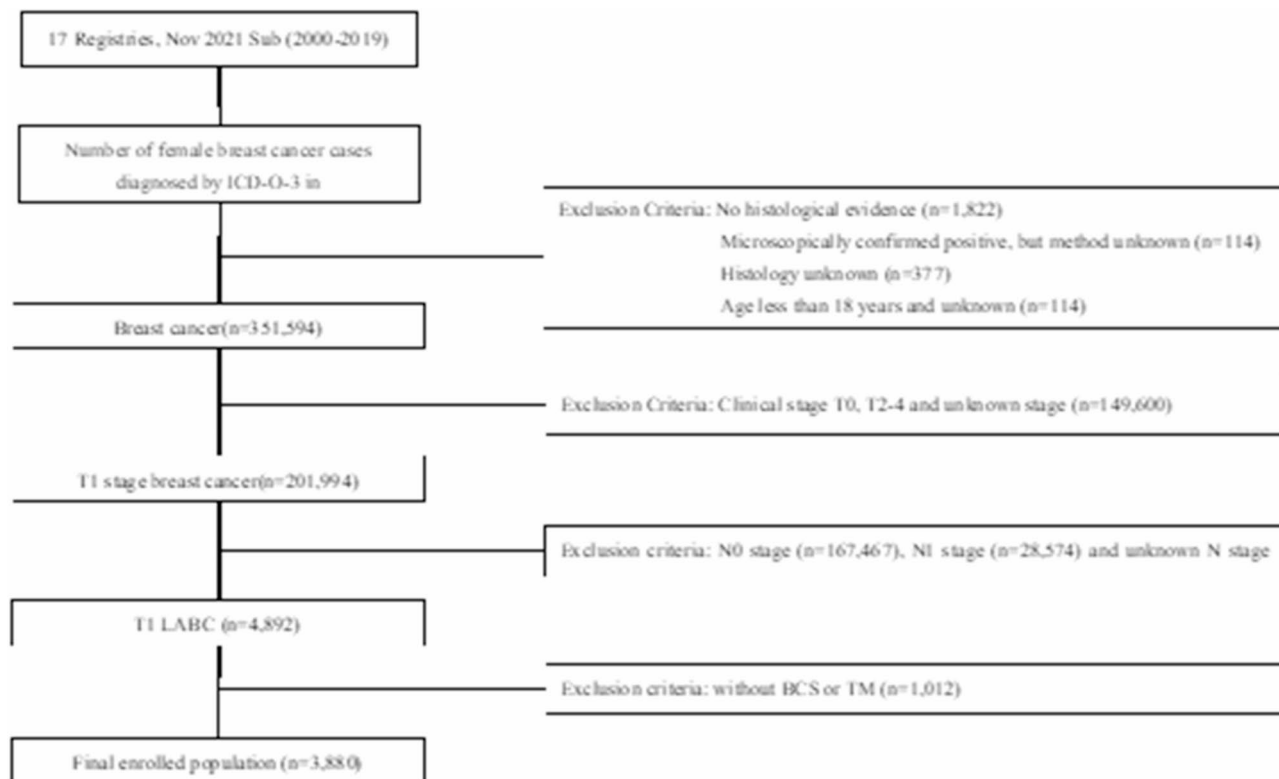 17 Registries, Nov 2021 Sub (2000-2019)
Number of female breast cancer cases
diagnosed by ICD-O-3 in
Exclusion Criteria: No histological evidence (n=1,822)
Microscopically confirmed positive, but method unknown (n=114)
Histology unknown (n=377)
Age less than 18 years and unknown (n=114)
Breast cancer(n=351,594)
Exclusion Criteria: Clinical stage T0, T2-4 and unknown stage (n=149,600)
T1 stage breast cancer(n=201,994)
Exclusion criteria: N0 stage (n=167,467), N1 stage (n=28,574) and unknown N stage
T1 LABC (n=4,892)
Exclusion criteria: without BCS or TM (n=1,012)
Final enrolled population (n=3,880)